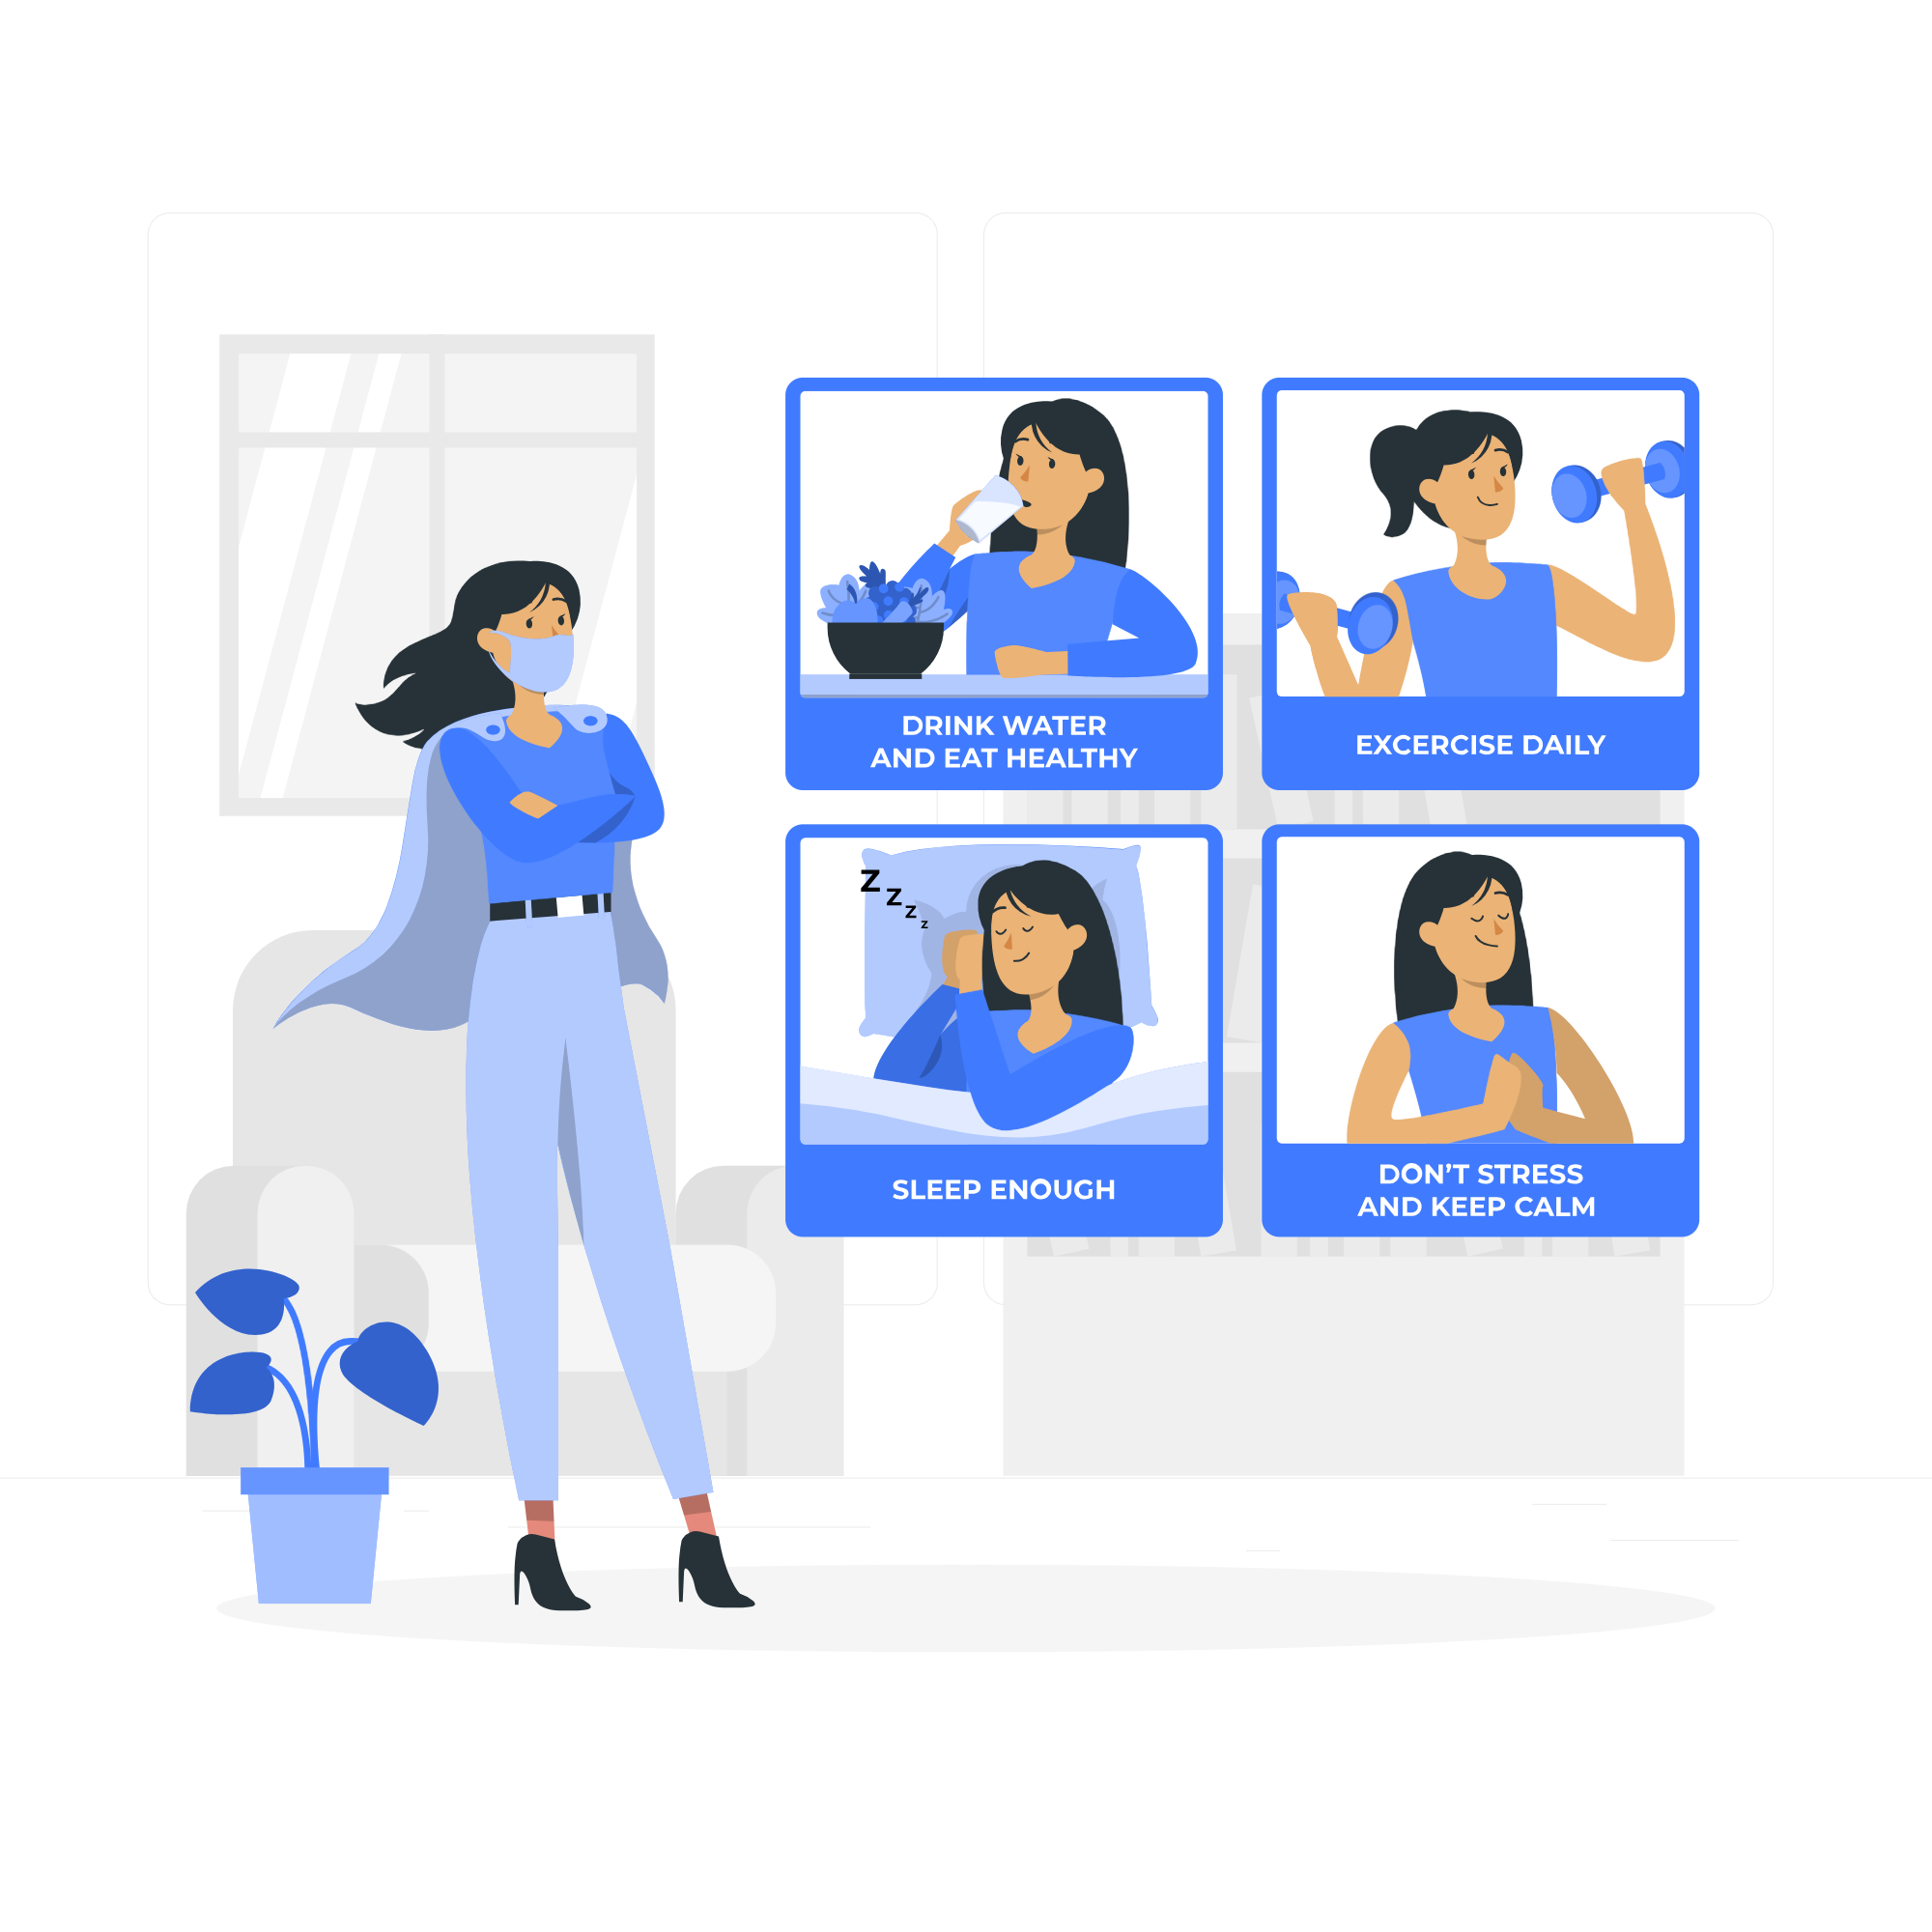 DRINK WATER
AND EAT HEALTHY
EXCERCISE DAILY
Z
Z
Z
Z
SLEEP ENOUGH
DON'T STRESS
AND KEEP CALM